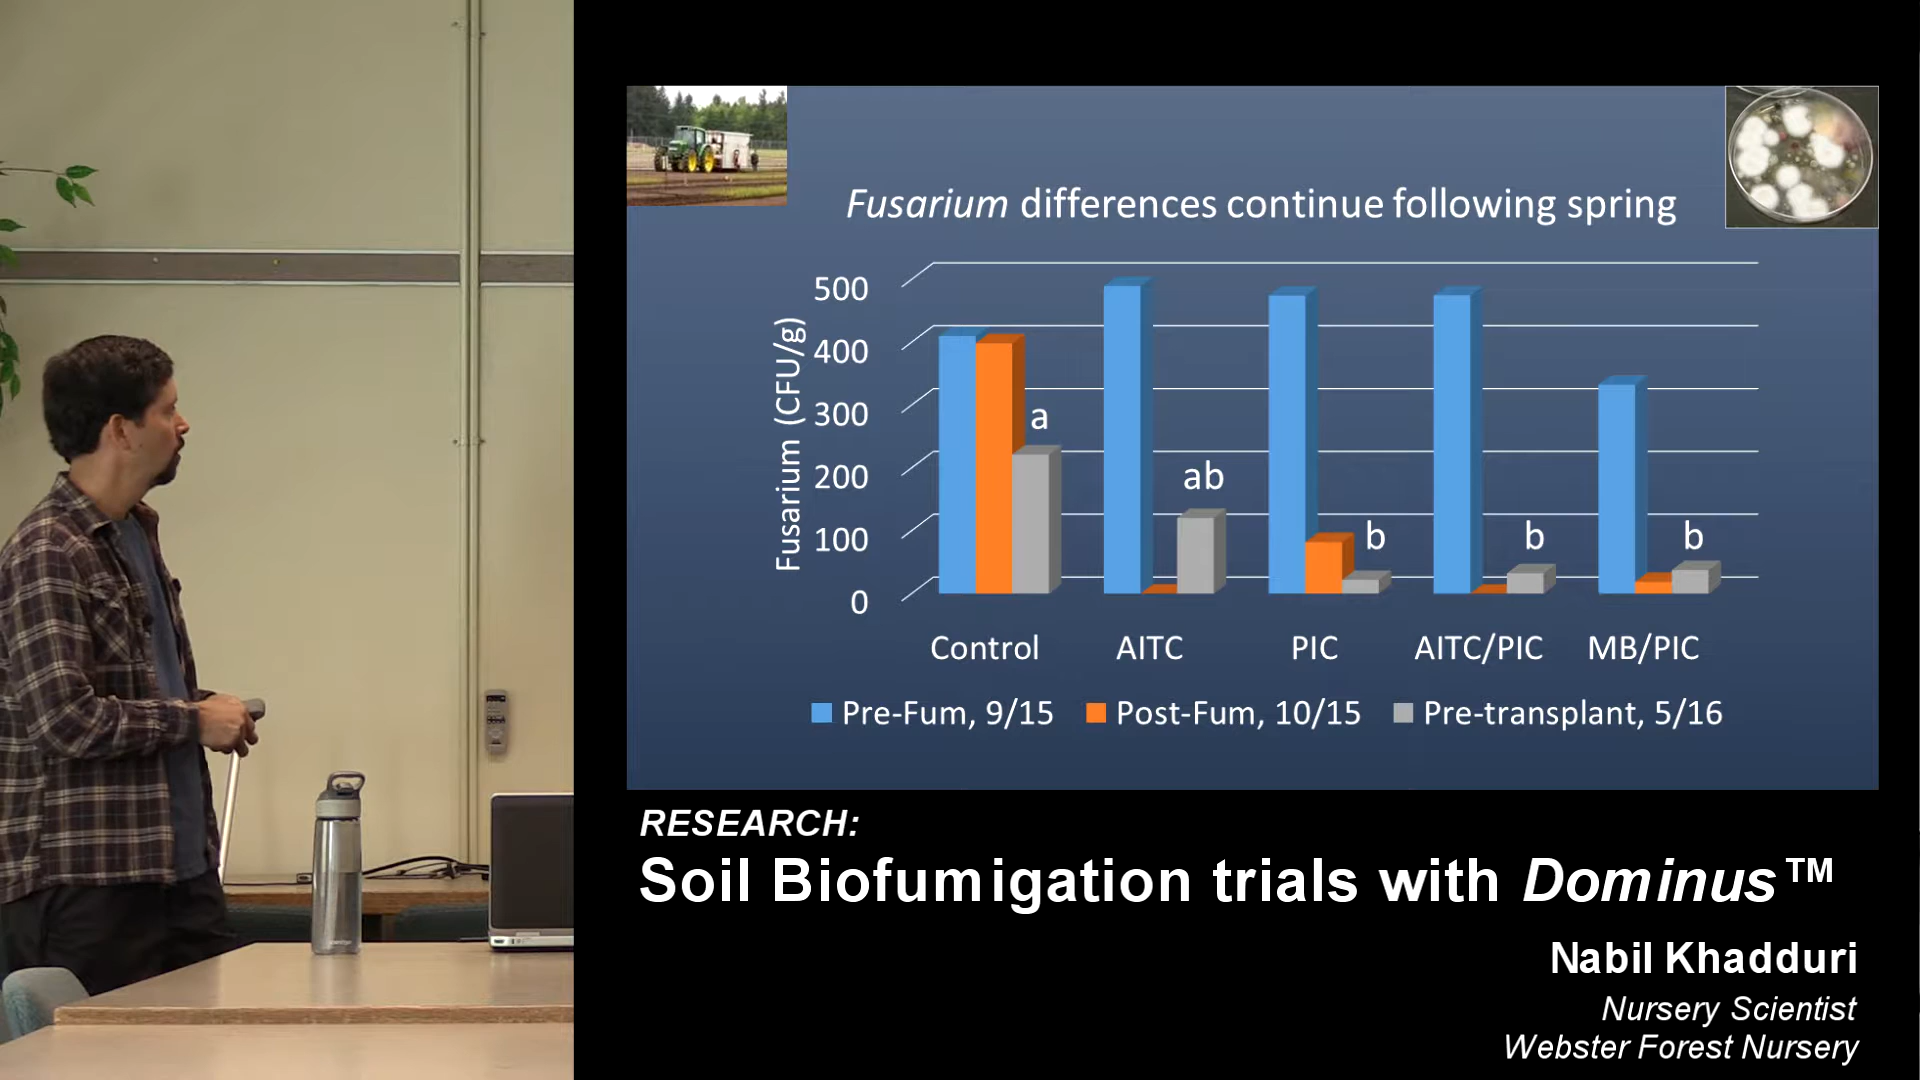 Fusarium differences continue following spring
Fusarium (CFU/g)
500
400
300
200
100
0
a
ab
b
b
b
Control AITC PIC AITC/PIC MB/PIC
Pre-Fum, 9/15 Post-Fum, 10/15 Pre-transplant, 5/16
RESEARCH:
Soil Biofumigation trials with Dominus™
Nabil Khadduri
Nursery Scientist
Webster Forest Nursery